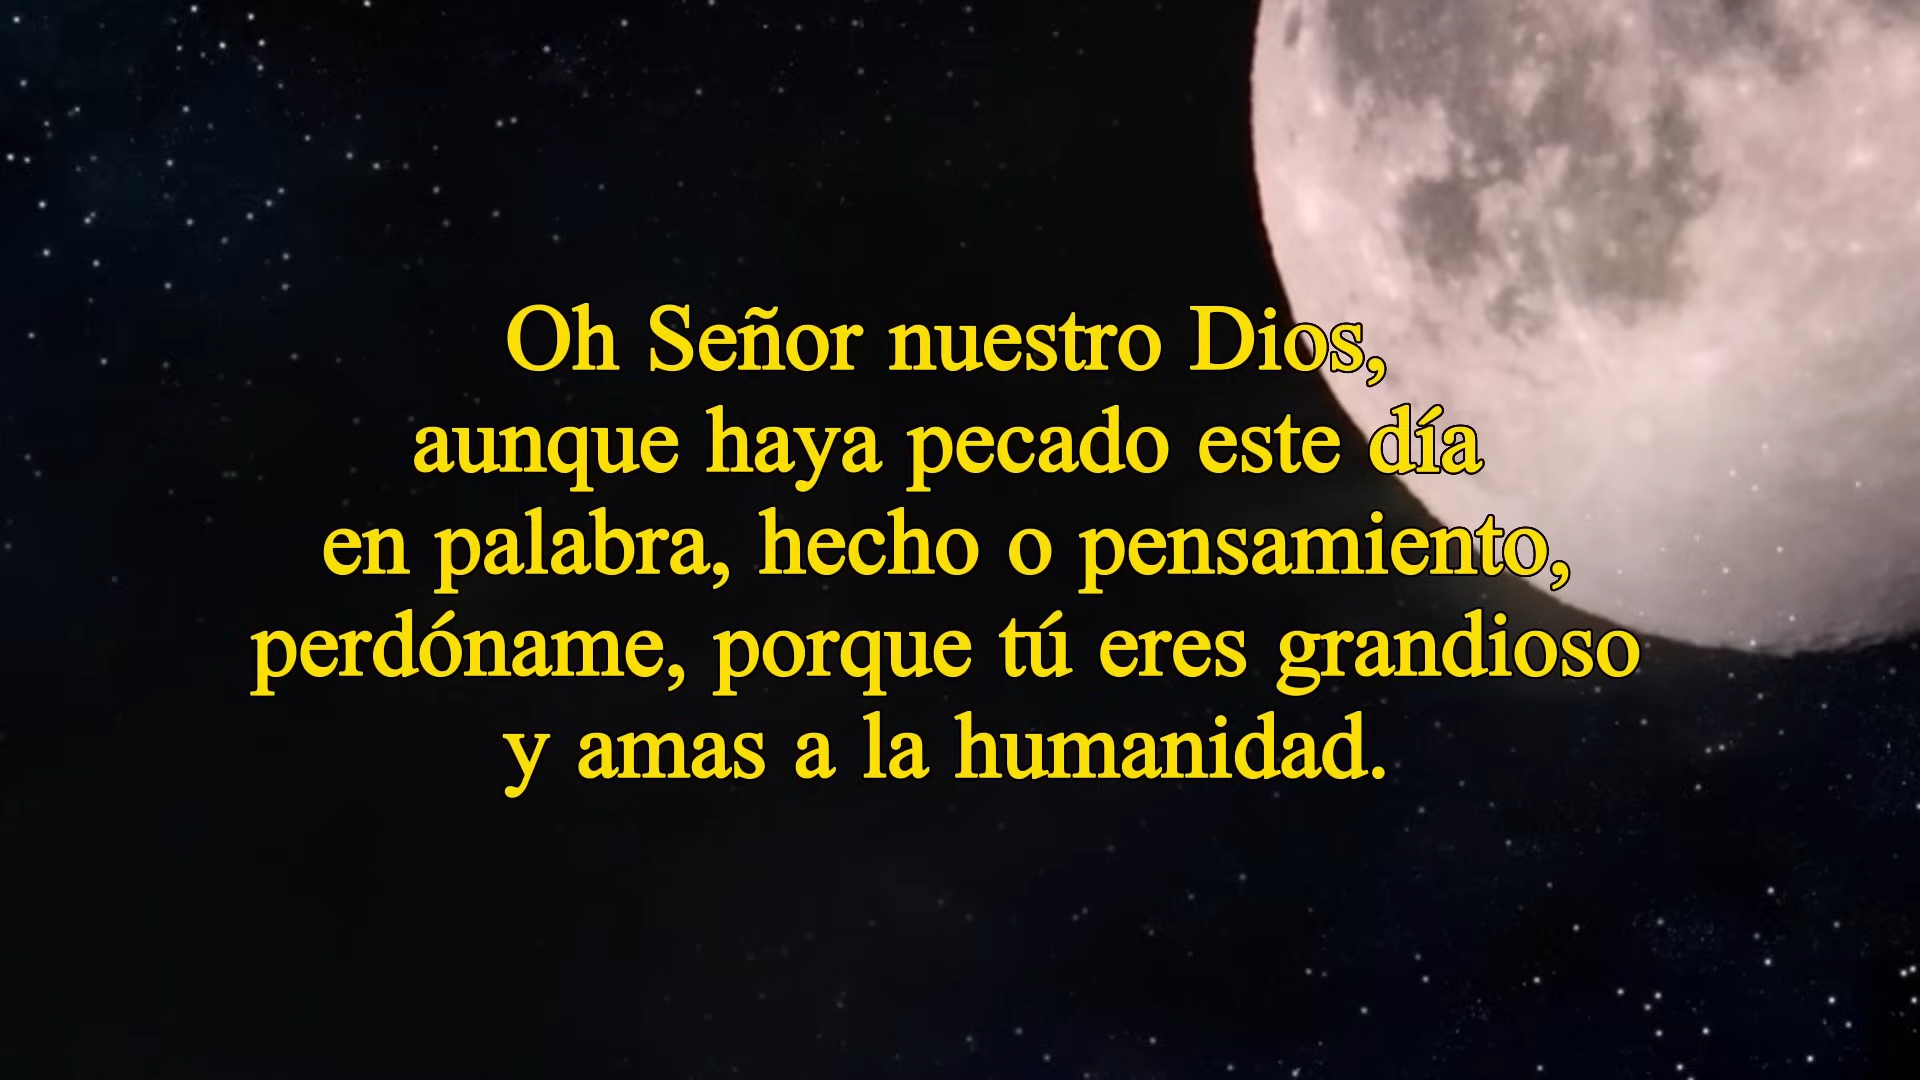 Oh Señor nuestro Dios,
aunque haya pecado este día
en palabra, hecho o pensamiento,
perdóname, porque tú eres grandioso
y amas a la humanidad.